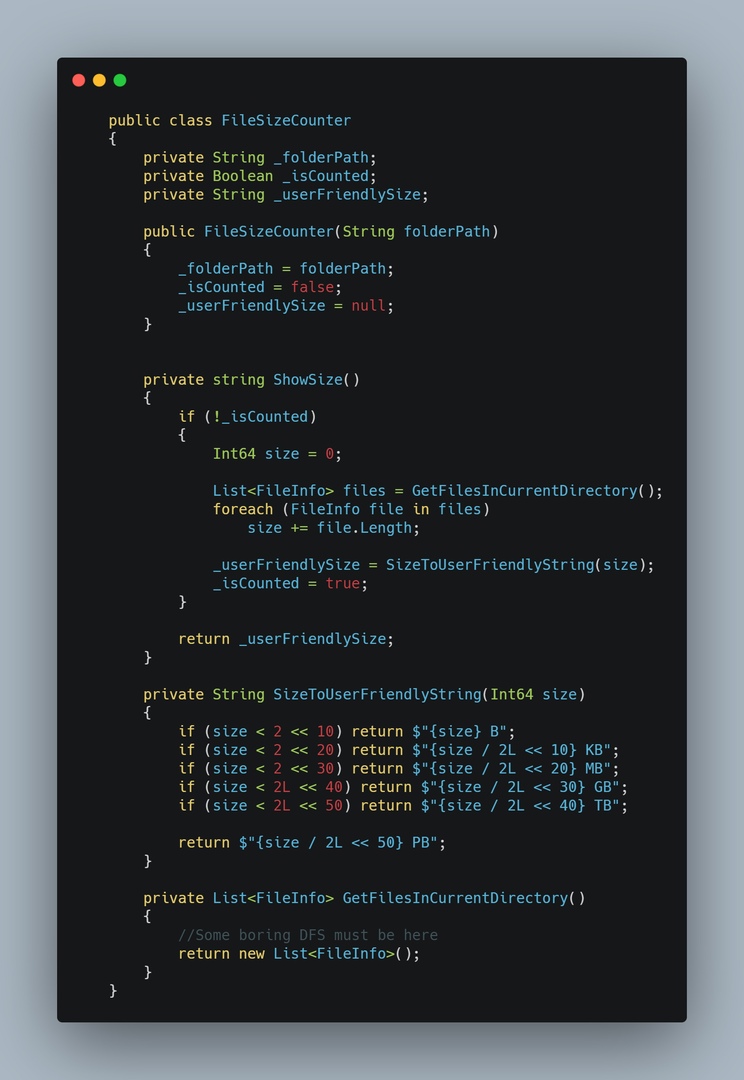 public class FileSizeCounter
{
    private String _folderPath;
    private Boolean _isCounted;
    private String _userFriendlySize;

    public FileSizeCounter(String folderPath)
    {
        _folderPath = folderPath;
        _isCounted = false;
        _userFriendlySize = null;
    }


    private string ShowSize()
    {
        if (!_isCounted)
        {
            Int64 size = 0;

            List<FileInfo> files = GetFilesInCurrentDirectory();
            foreach (FileInfo file in files)
                size += file.Length;

            _userFriendlySize = SizeToUserFriendlyString(size);
            _isCounted = true;
        }

        return _userFriendlySize;
    }

    private String SizeToUserFriendlyString(Int64 size)
    {
        if (size < 2 << 10) return $"{size} B";
        if (size < 2 << 20) return $"{size / 2L << 10} KB";
        if (size < 2 << 30) return $"{size / 2L << 20} MB";
        if (size < 2L << 40) return $"{size / 2L << 30} GB";
        if (size < 2L << 50) return $"{size / 2L << 40} TB";

        return $"{size / 2L << 50} PB";
    }

    private List<FileInfo> GetFilesInCurrentDirectory()
    {
        //Some boring DFS must be here
        return new List<FileInfo>();
    }
}